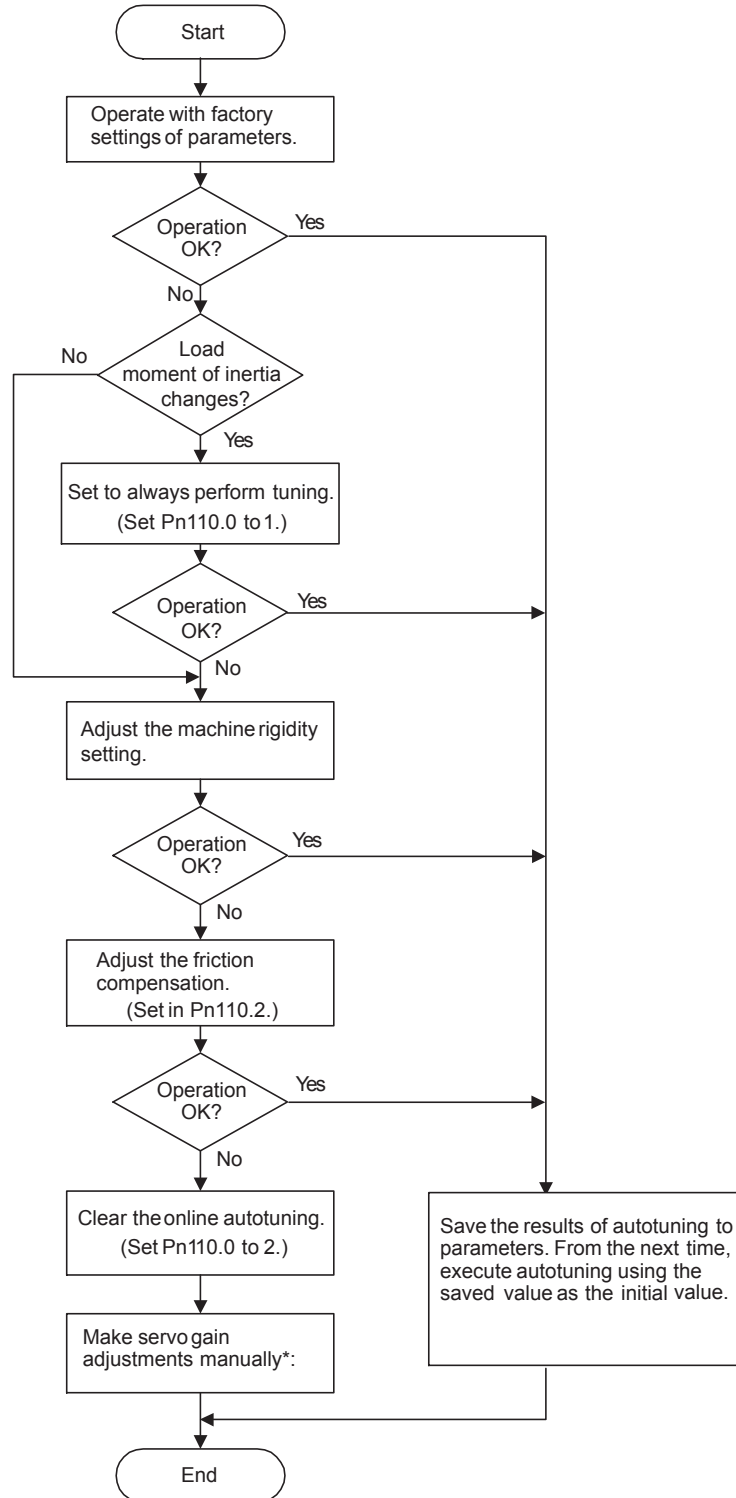 Start
Operate with factory
settings of parameters.
Operation
OK?
Yes
No
Load
moment of inertia
changes?
No
Yes
Set to always perform tuning.
(Set Pn110.0 to 1.)
Operation
OK?
Yes
No
Adjust the machine rigidity
setting.
Operation
OK?
Yes
No
Adjust the friction
compensation.
(Set in Pn110.2.)
Operation
OK?
Yes
No
Clear the online autotuning.
(Set Pn110.0 to 2.)
Save the results of autotuning to
parameters. From the next time,
execute autotuning using the
saved value as the initial value.
Make servo gain
adjustments manually*:
End